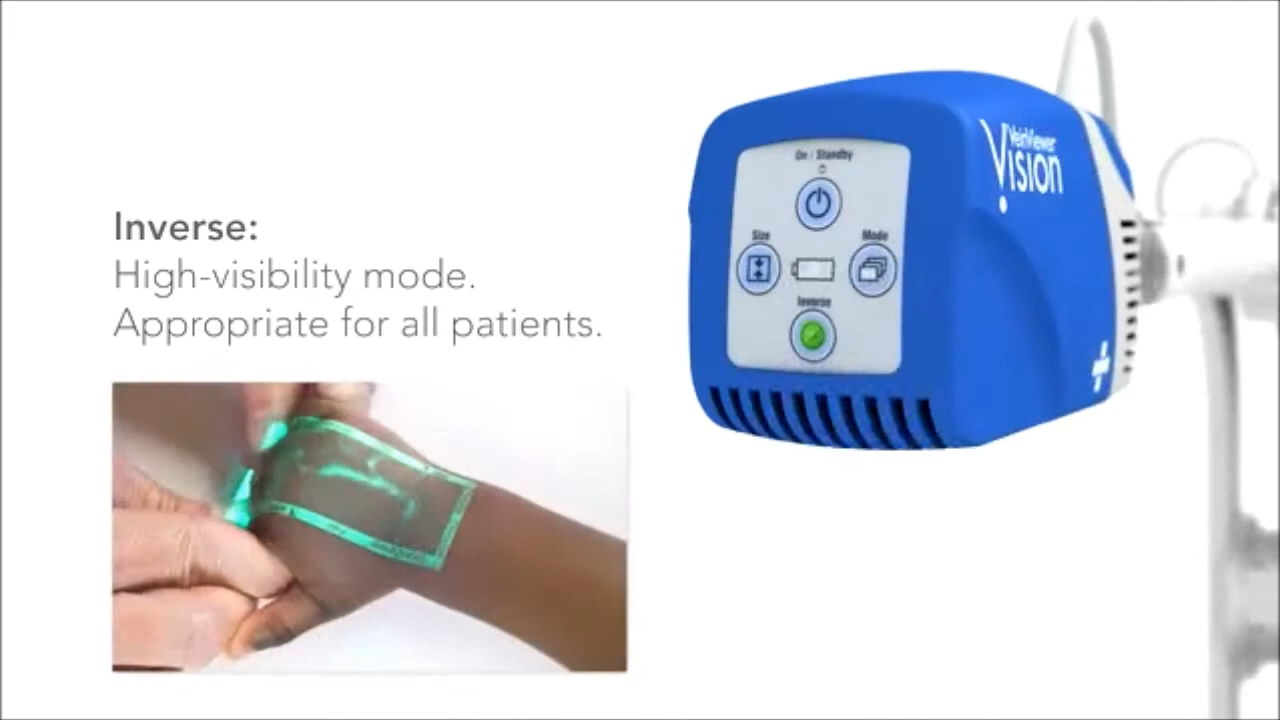 Inverse:
High-visibility mode.
Appropriate for all patients.
On / Standby
Size
Mode
Inverse
VeinViewer
Vision